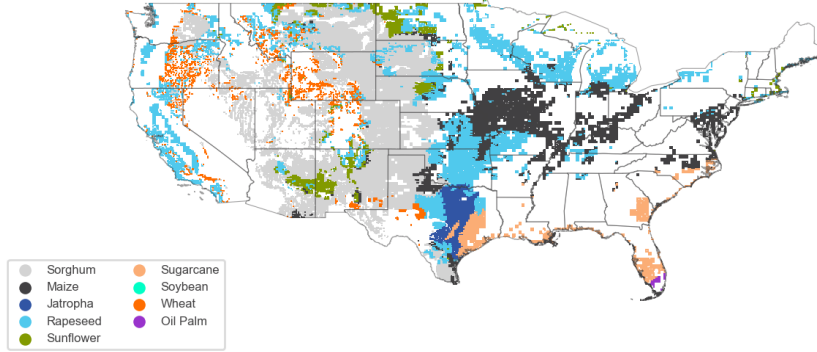 Sorghum
Maize
Jatropha
Rapeseed
Sunflower
Sugarcane
Soybean
Wheat
Oil Palm